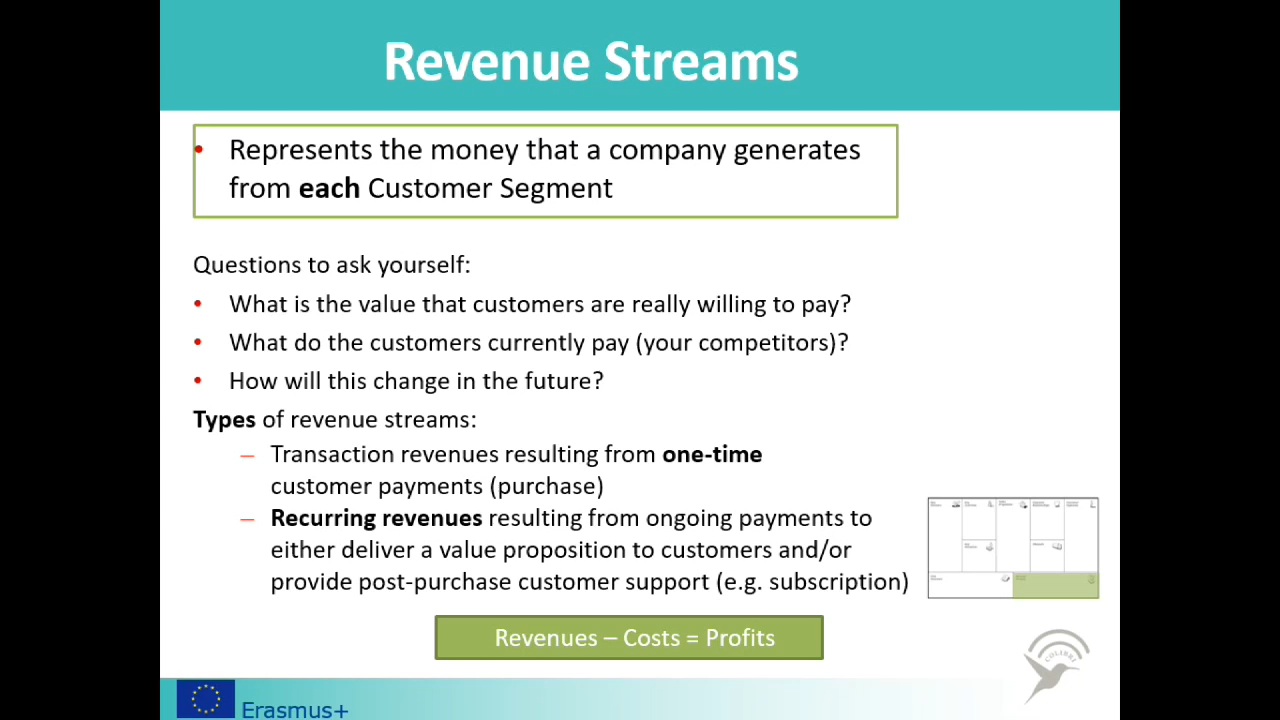 Revenue Streams
• Represents the money that a company generates
from each Customer Segment
Questions to ask yourself:
• What is the value that customers are really willing to pay?
• What do the customers currently pay (your competitors)?
• How will this change in the future?
Types of revenue streams:
– Transaction revenues resulting from one-time
customer payments (purchase)
– Recurring revenues resulting from ongoing payments to
either deliver a value proposition to customers and/or
provide post-purchase customer support (e.g. subscription)
Revenues – Costs = Profits
COLIBRI
Erasmus+